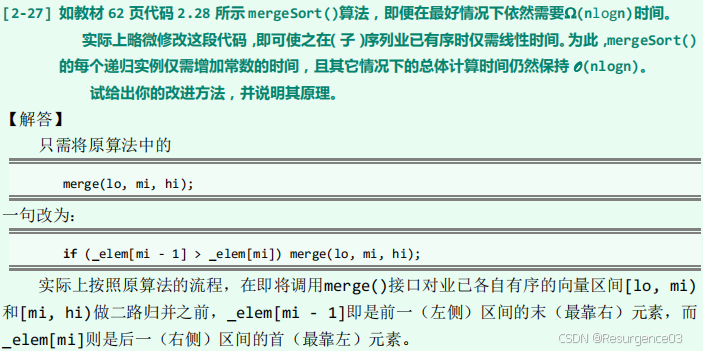 [2-27] 如教材 62 页代码 2.28 所示 mergeSort()算法，即便在最好情况下依然需要Ω(nlogn)时间。
实际上略微修改这段代码，即可使之在(子)序列业已有序时仅需线性时间。为此，mergeSort()
的每个递归实例仅需增加常数的时间，且其它情况下的总体计算时间仍然保持 O(nlogn)。
试给出你的改进方法，并说明其原理。
【解答】
只需将原算法中的
merge(lo, mi, hi);
一句改为：
if (_elem[mi - 1] > _elem[mi]) merge(lo, mi, hi);
实际上按照原算法的流程，在即将调用merge()接口对业已各自有序的向量区间[lo, mi)
和[mi, hi)做二路归并之前，_elem[mi - 1]即是前一（左侧）区间的末（最靠右）元素，而
_elem[mi]则是后一（右侧）区间的首（最靠左）元素。
CSDN @Resurgence03